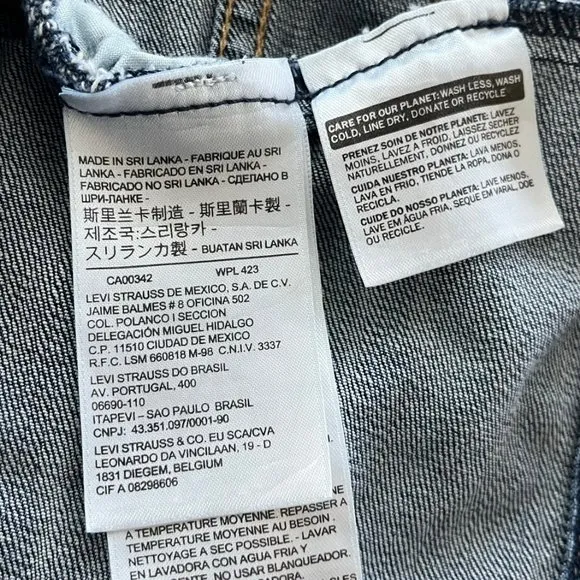 MADE IN SRI LANKA - FABRIQUE AU SRI
LANKA - FABRICADO EN SRI LANKA -
FABRICADO NO SRI LANKA - СДЕЛАНО В
ШРИ-ЛАНКЕ -
斯里兰卡制造 - 斯里蘭卡製 -
제조국:스리랑카 -
スリランカ製 - BUATAN SRI LANKA
CA00342 WPL 423
LEVI STRAUSS DE MEXICO, S.A. DE C.V.
JAIME BALMES # 8 OFICINA 502
COL. POLANCO I SECCION
DELEGACIÓN MIGUEL HIDALGO
C.P. 11510 CIUDAD DE MEXICO
R.F.C. LSM 660818 M-98 C.N.I.V. 3337
LEVI STRAUSS DO BRASIL
AV. PORTUGAL, 400
06690-110
ITAPEVI – SAO PAULO BRASIL
CNPJ: 43.351.097/0001-90
LEVI STRAUSS & CO. EU SCA/CVA
LEONARDO DA VINCILAAN, 19 - D
1831 DIEGEM, BELGIUM
CIF A 08298606
CARE FOR OUR PLANET: WASH LESS, WASH
COLD, LINE DRY, DONATE OR RECYCLE
PRENEZ SOIN DE NOTRE PLANETE: LAVEZ
MOINS, LAVEZ A FROID, LAISSEZ SECHER
NATURELLEMENT, DONNEZ OU RECYCLEZ
CUIDA NUESTRO PLANETA: LAVA MENOS,
LAVA EN FRIO, TIENDE LA ROPA, DONA O
RECICLA.
CUIDE DO NOSSO PLANETA: LAVE MENOS,
LAVE EM ÁGUA FRIA, SEQUE EM VARAL, DOE
OU RECICLE.
A TEMPERATURE MOYENNE. REPASSER A
TEMPERATURE MOYENNE AU BESOIN .
NETTOYAGE A SEC POSSIBLE. - LAVAR
EN LAVADORA CON AGUA FRIA Y
NO USAR BLANQUEADOR.